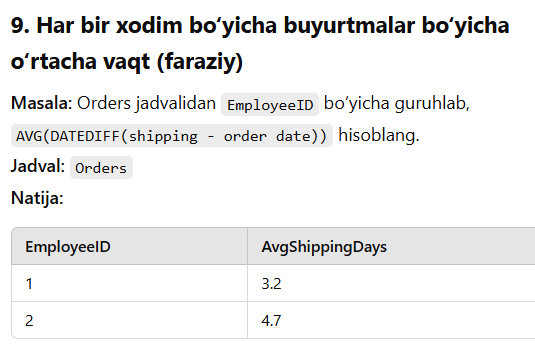 9. Har bir xodim bo‘yicha buyurtmalar bo‘yicha
o‘rtacha vaqt (faraziy)
Masala: Orders jadvalidan EmployeeID bo‘yicha guruhlab,
AVG(DATEDIFF(shipping - order date)) hisoblang.
Jadval: Orders
Natija:
EmployeeID AvgShippingDays
1 3.2
2 4.7